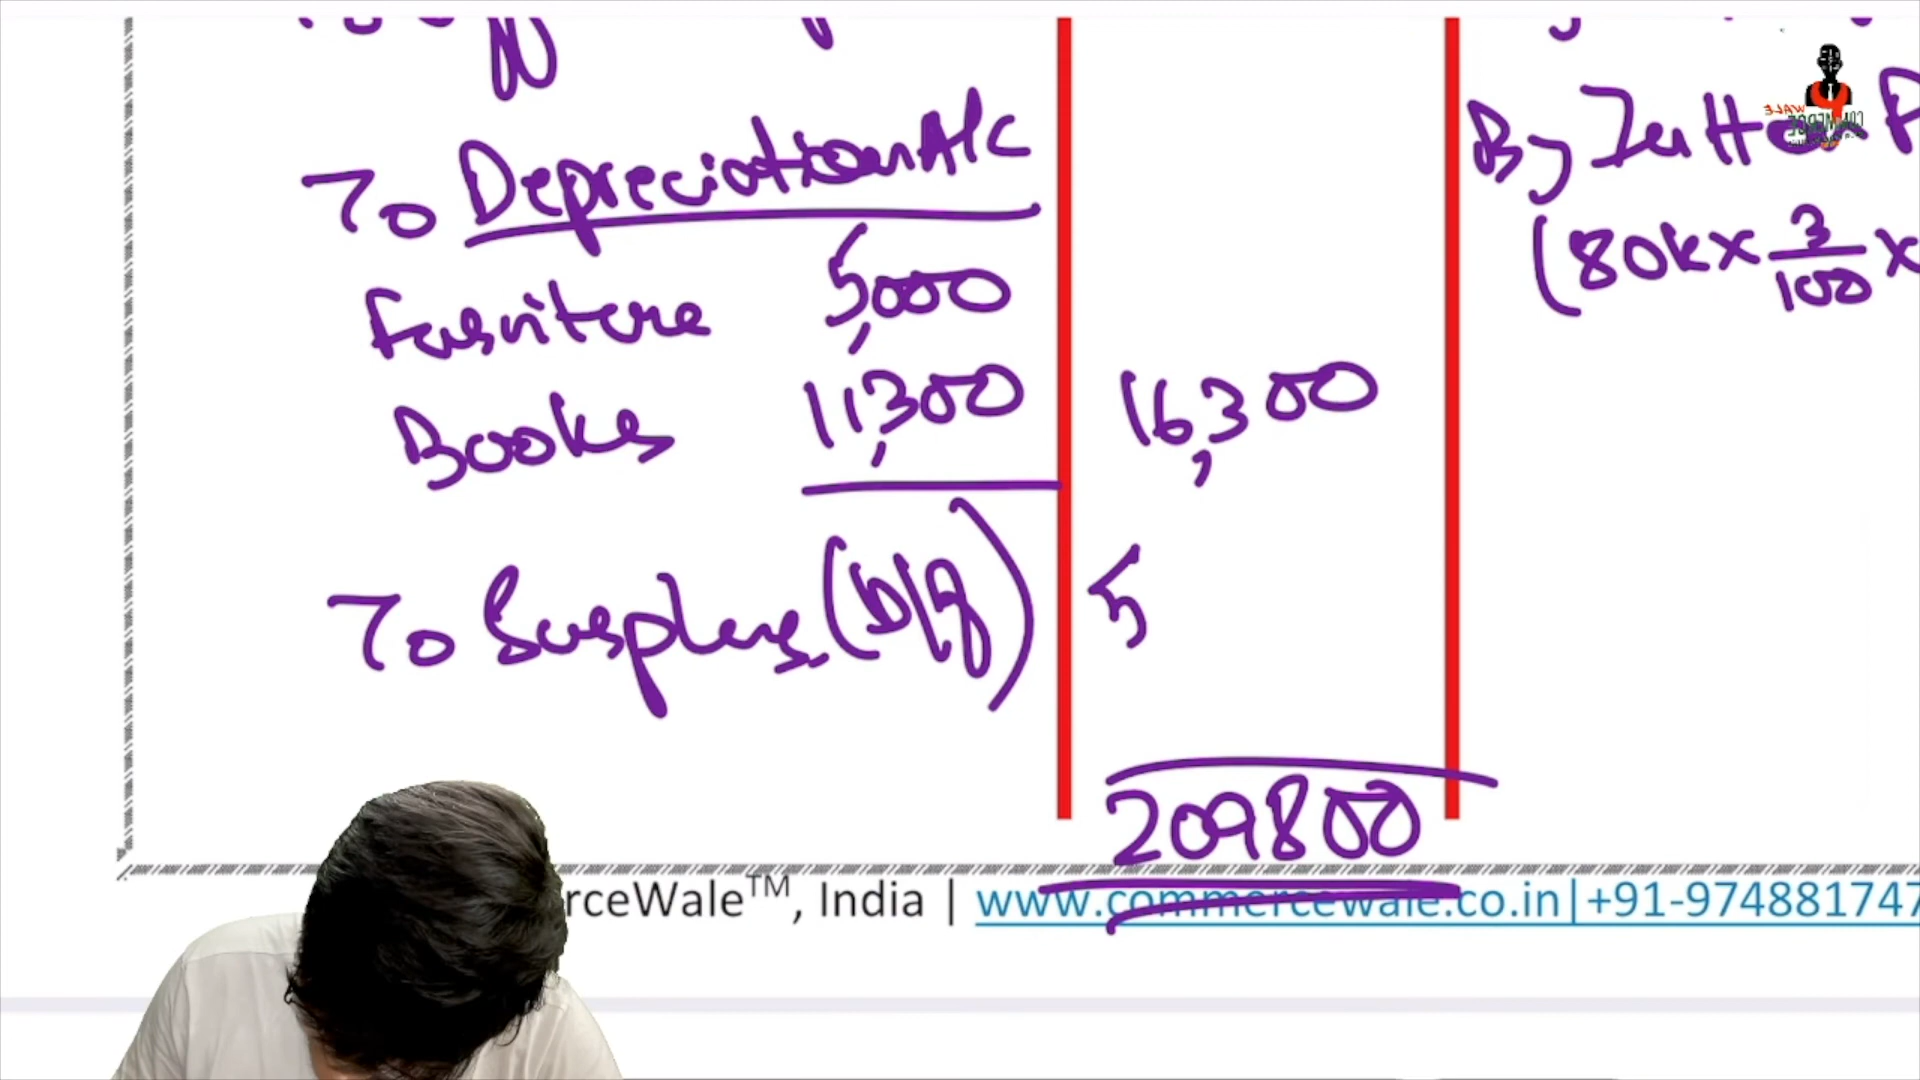 To Depreciation A/c
Furniture 5,000
Books 11,300 16,300
To Surplus (b/f) 5
209800
By Int
(80k x 3/100 x
rceWale™, India | www.commercewale.co.in|+91-974881747